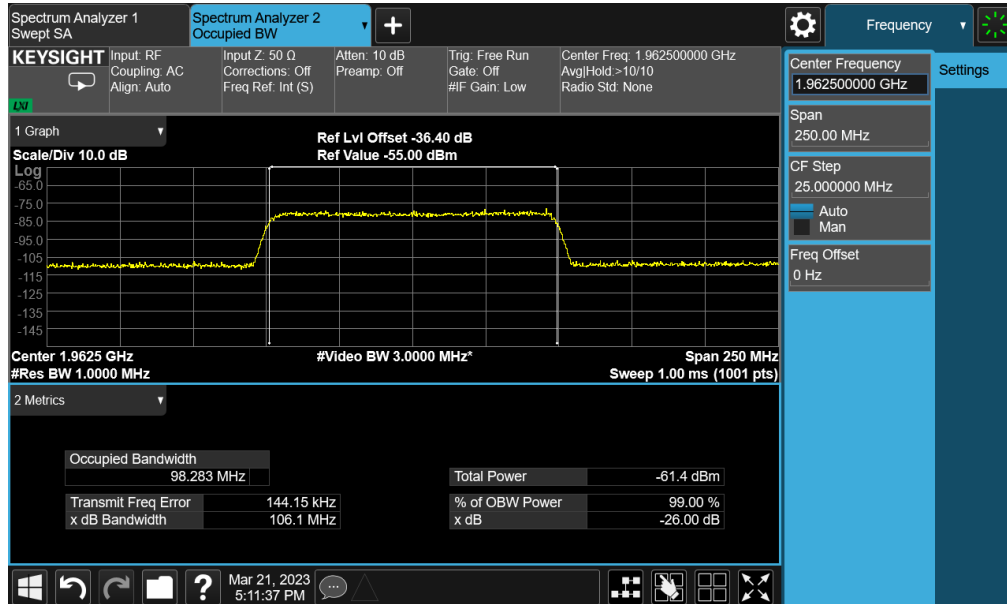 Spectrum Analyzer 1
Swept SA
Spectrum Analyzer 2
Occupied BW
+
Frequency
KEYSIGHT
LXI
Input: RF
Coupling: AC
Align: Auto
Input Z: 50 Ω
Corrections: Off
Freq Ref: Int (S)
Atten: 10 dB
Preamp: Off
Trig: Free Run
Gate: Off
#IF Gain: Low
Center Freq: 1.962500000 GHz
Avg|Hold:>10/10
Radio Std: None
Center Frequency
1.962500000 GHz
Settings
Span
250.00 MHz
CF Step
25.000000 MHz
Auto
Man
Freq Offset
0 Hz
1 Graph
Scale/Div 10.0 dB
Ref Lvl Offset -36.40 dB
Ref Value -55.00 dBm
Log
-65.0
-75.0
-85.0
-95.0
-105
-115
-125
-135
-145
Center 1.9625 GHz
#Video BW 3.0000 MHz*
Span 250 MHz
#Res BW 1.0000 MHz
Sweep 1.00 ms (1001 pts)
2 Metrics
Occupied Bandwidth
98.283 MHz
Total Power -61.4 dBm
Transmit Freq Error 144.15 kHz
% of OBW Power 99.00 %
x dB Bandwidth 106.1 MHz
x dB -26.00 dB
?
Mar 21, 2023
5:11:37 PM